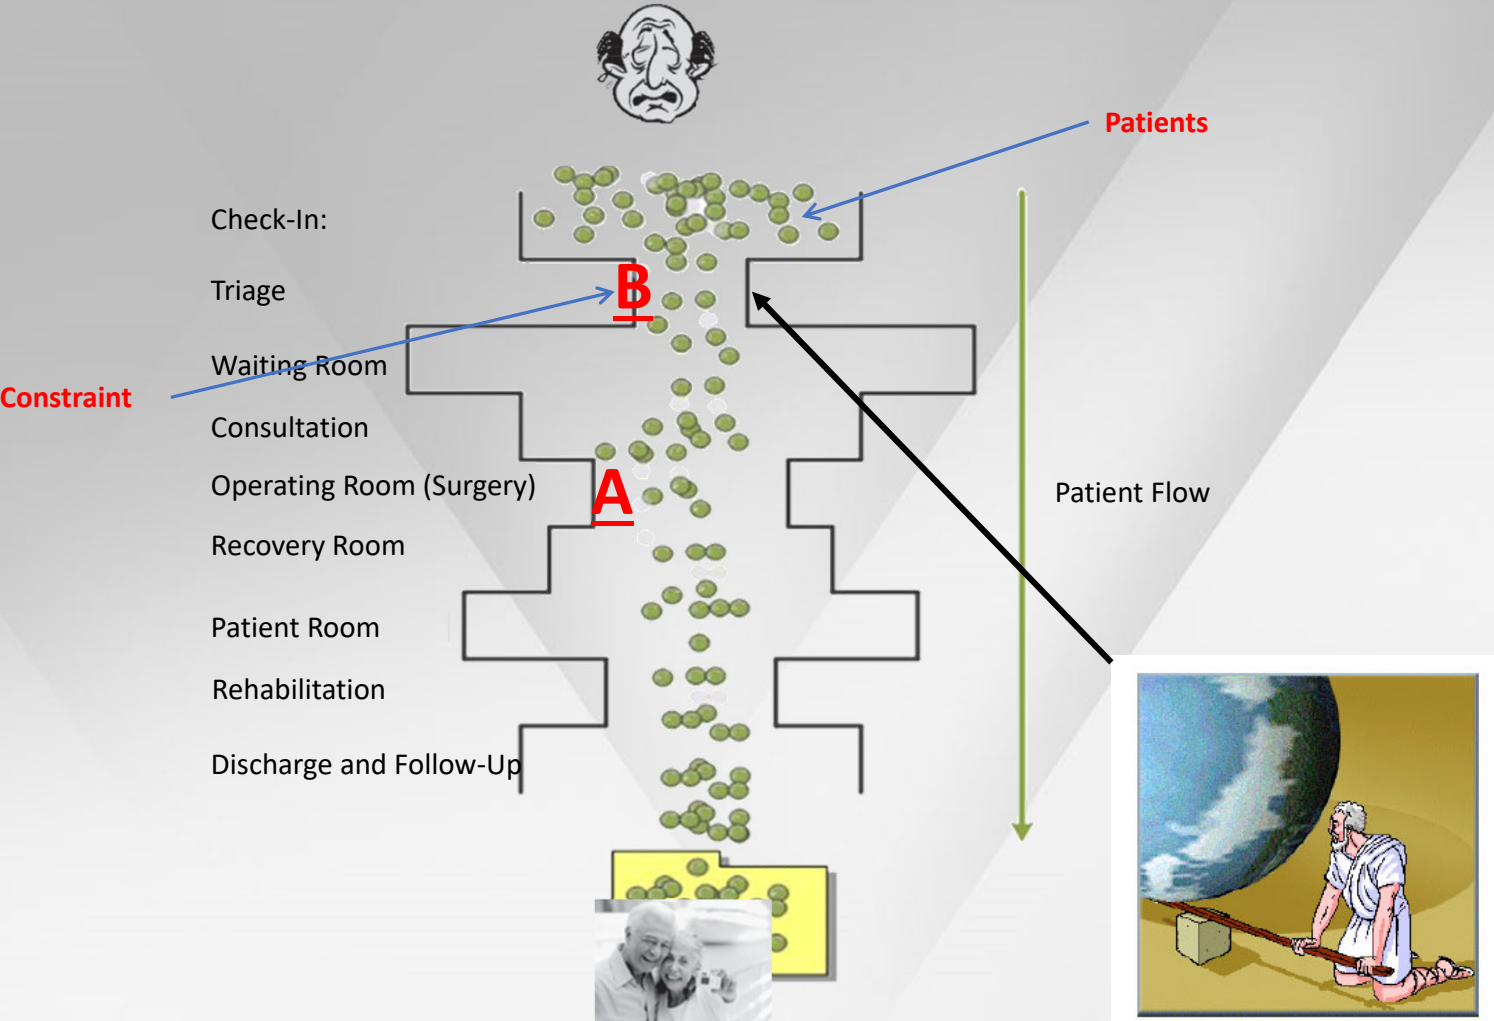 Patients
Check-In:
Triage
B
Waiting Room
Constraint
Consultation
Operating Room (Surgery)
A
Patient Flow
Recovery Room
Patient Room
Rehabilitation
Discharge and Follow-Up